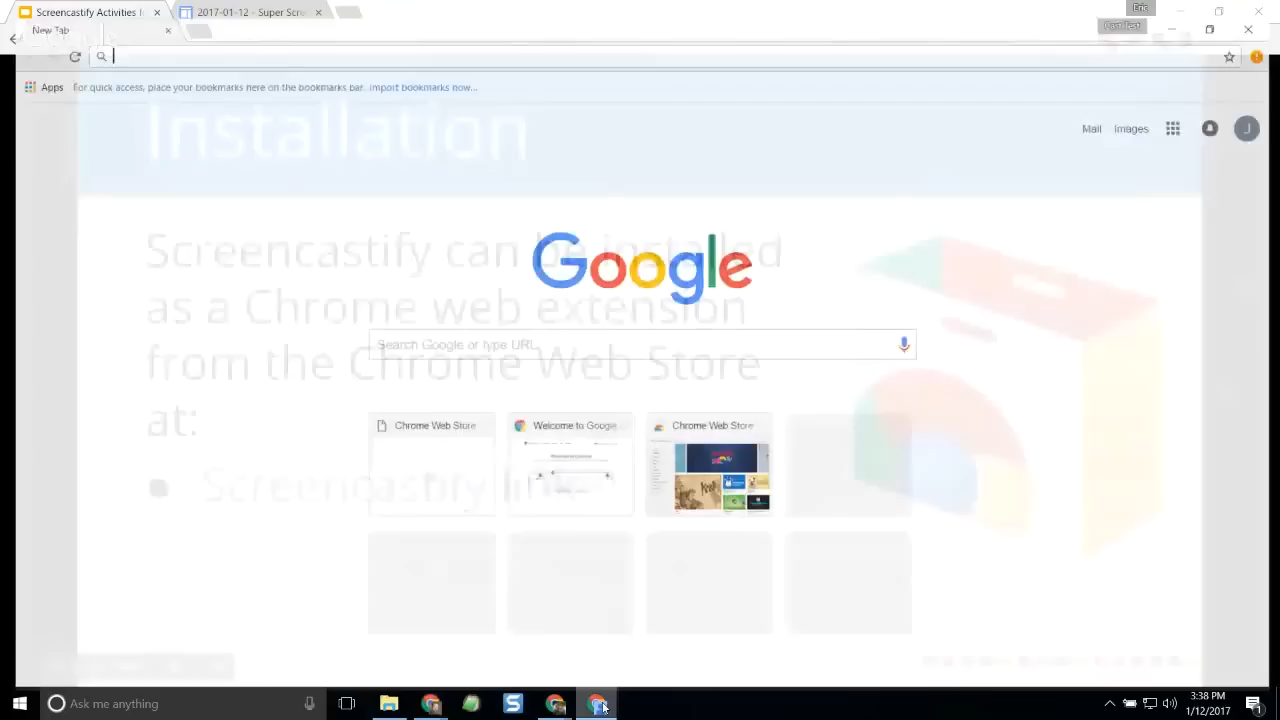 Screencastify Activities
2017-01-12 - Super Scre
Eric
New Tab
Apps For quick access, place your bookmarks here on the bookmarks bar. Import bookmarks now...
Installation
Mail Images J
Screencastify can be installed
as a Chrome web extension
from the Chrome Web Store
at:
Google
Search Google or type URL
Chrome Web Store
Welcome to Google
Chrome Web Store
Ask me anything
3:38 PM
1/12/2017